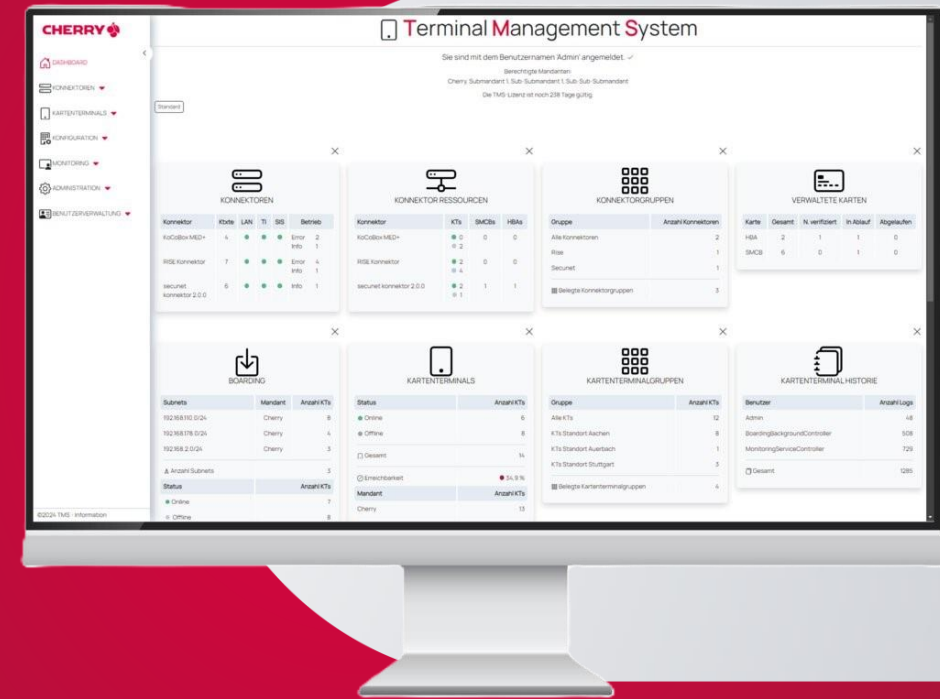 CHERRY
Terminal Management System
Sie sind mit dem Benutzernamen 'Admin' angemeldet.
Berechtigte Mandanten:
Cherry, Submandant 1, Sub-Submandant 1, Sub-Sub-Submandant
Die TMS-Lizenz ist noch 238 Tage gültig.
Standard
DASHBOARD
KONNEKTOREN
KARTENTERMINALS
KONFIGURATION
MONITORING
ADMINISTRATION
BENUTZERVERWALTUNG
©2024 TMS - Information
KONNEKTOREN
Konnektor Ktxte LAN TI SIS Betrieb
KoCoBox MED+ 4 Error 2
Info 1
RISE Konnektor 7 Error 4
Info 1
secunet 6 Info 1
konnektor 2.0.0
KONNEKTOR RESSOURCEN
Konnektor KTs SMCBs HBAs
KoCoBox MED+ 0 0 0
2
RISE Konnektor 2 0 0
4
secunet konnektor 2.0.0 2 1 1
1
KONNEKTORGRUPPEN
Gruppe Anzahl Konnektoren
Alle Konnektoren 2
Rise 1
Secunet 1
Belegte Konnektorgruppen 3
VERWALTETE KARTEN
Karte Gesamt N. verifiziert In Ablauf Abgelaufen
HBA 2 1 1 0
SMCB 6 0 1 0
BOARDING
Subnets Mandant Anzahl KTs
192.168.110.0/24 Cherry 8
192.168.178.0/24 Cherry 4
192.168.2.0/24 Cherry 3
Anzahl Subnets 3
Status Anzahl KTs
Online 7
Offline 8
KARTENTERMINALS
Status Anzahl KTs
Online 6
Offline 8
Gesamt 14
Erreichbarkeit
Mandant Anzahl KTs
Cherry 13
KARTENTERMINALGRUPPEN
Gruppe Anzahl KTs
Alle KTs 12
KTs Standort Aachen 8
KTs Standort Auerbach 1
KTs Standort Stuttgart 3
Belegte Kartenterminalgruppen 4
KARTENTERMINAL HISTORIE
Benutzer Anzahl Logs
Admin 48
BoardingBackgroundController 508
MonitoringServiceController 729
Gesamt 1285